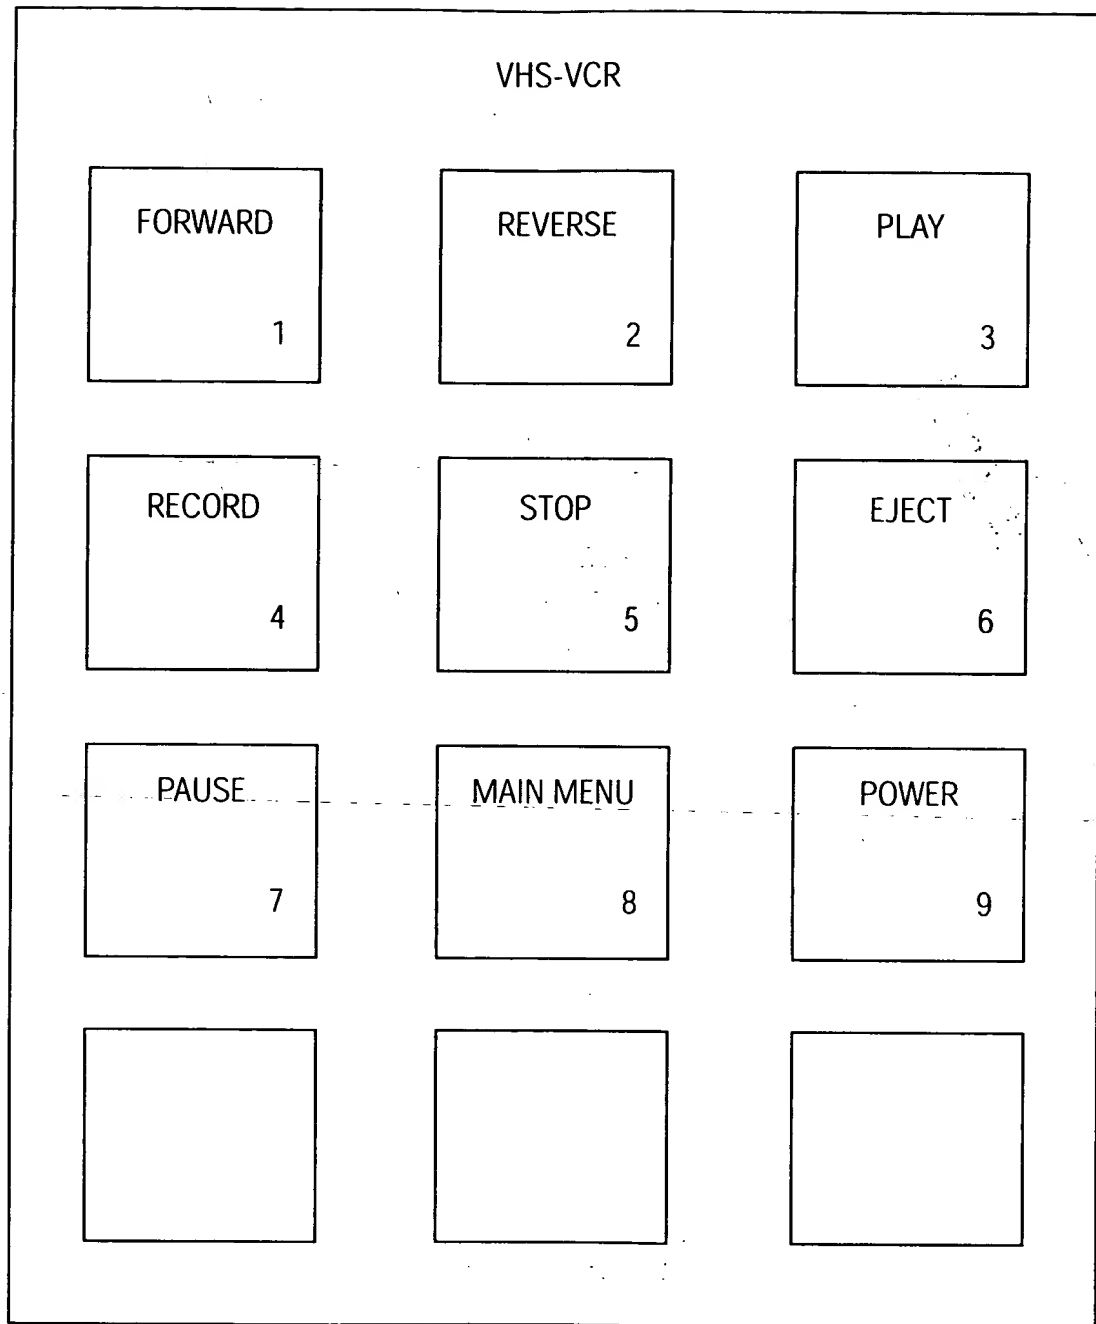 VHS-VCR
FORWARD REVERSE PLAY
1 2 3
RECORD STOP EJECT
4 5 6
PAUSE MAIN MENU POWER
7 8 9